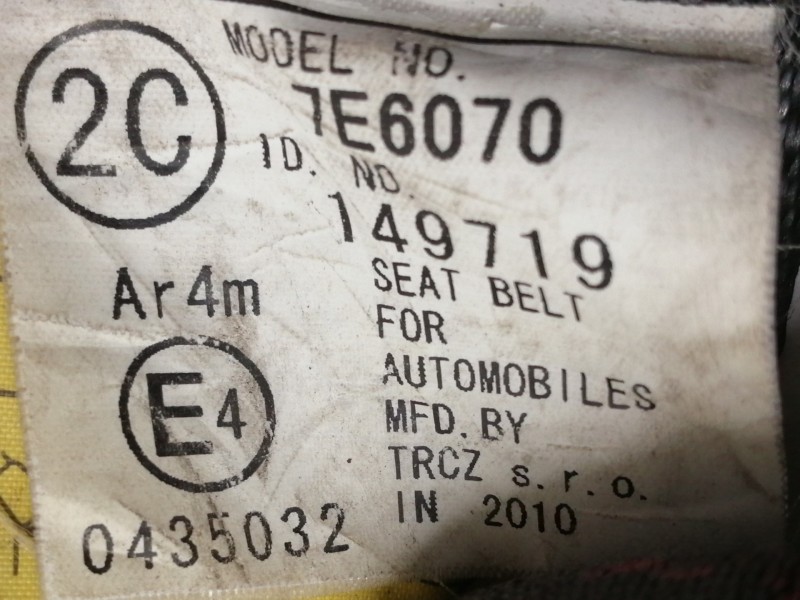 2C
MODEL NO.
7E6070
ID. NO.
149719
Ar4m
SEAT BELT
FOR
AUTOMOBILES
MFD. BY
TRCZ s.r.o.
IN 2010
E4
0435032